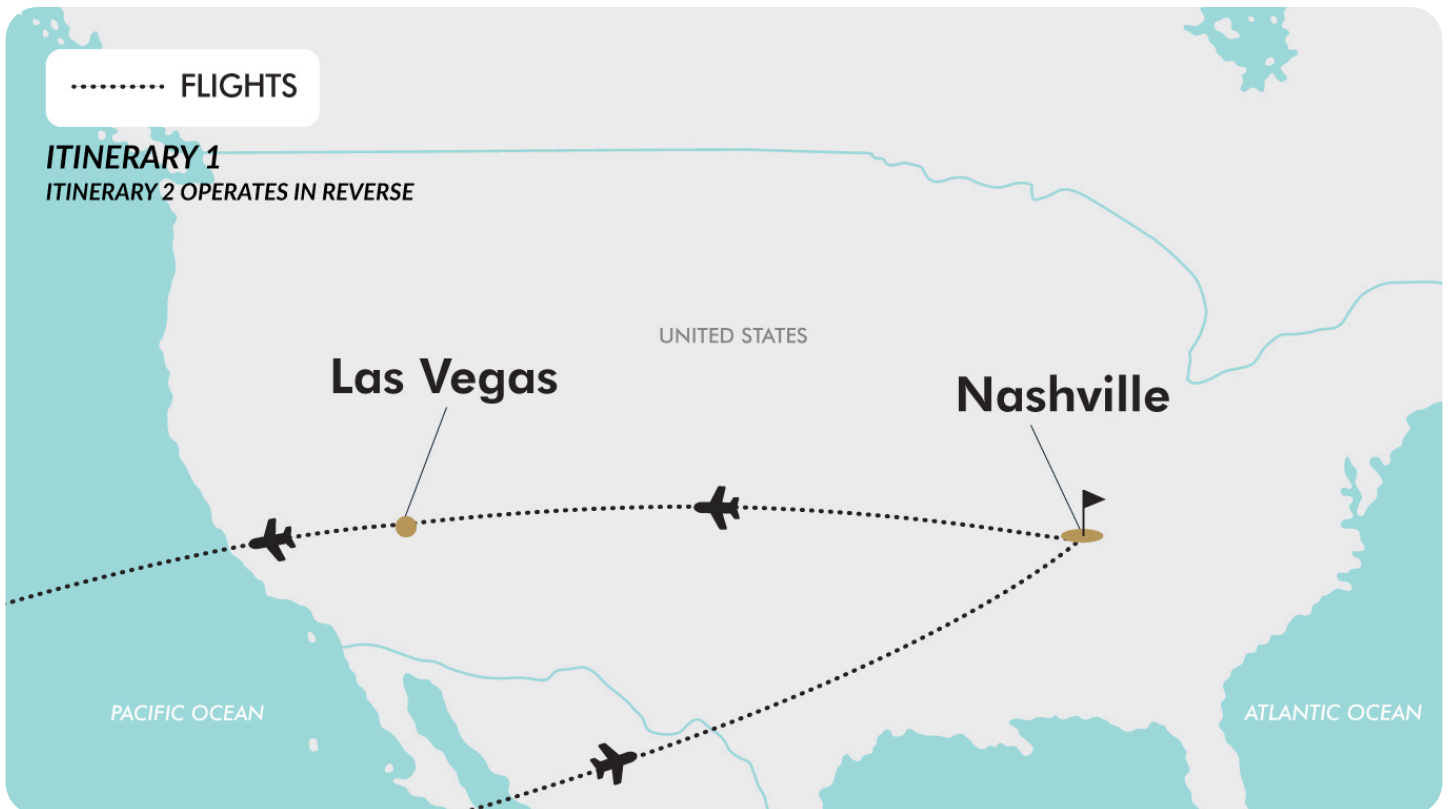 FLIGHTS
ITINERARY 1
ITINERARY 2 OPERATES IN REVERSE
UNITED STATES
Las Vegas
Nashville
PACIFIC OCEAN
ATLANTIC OCEAN